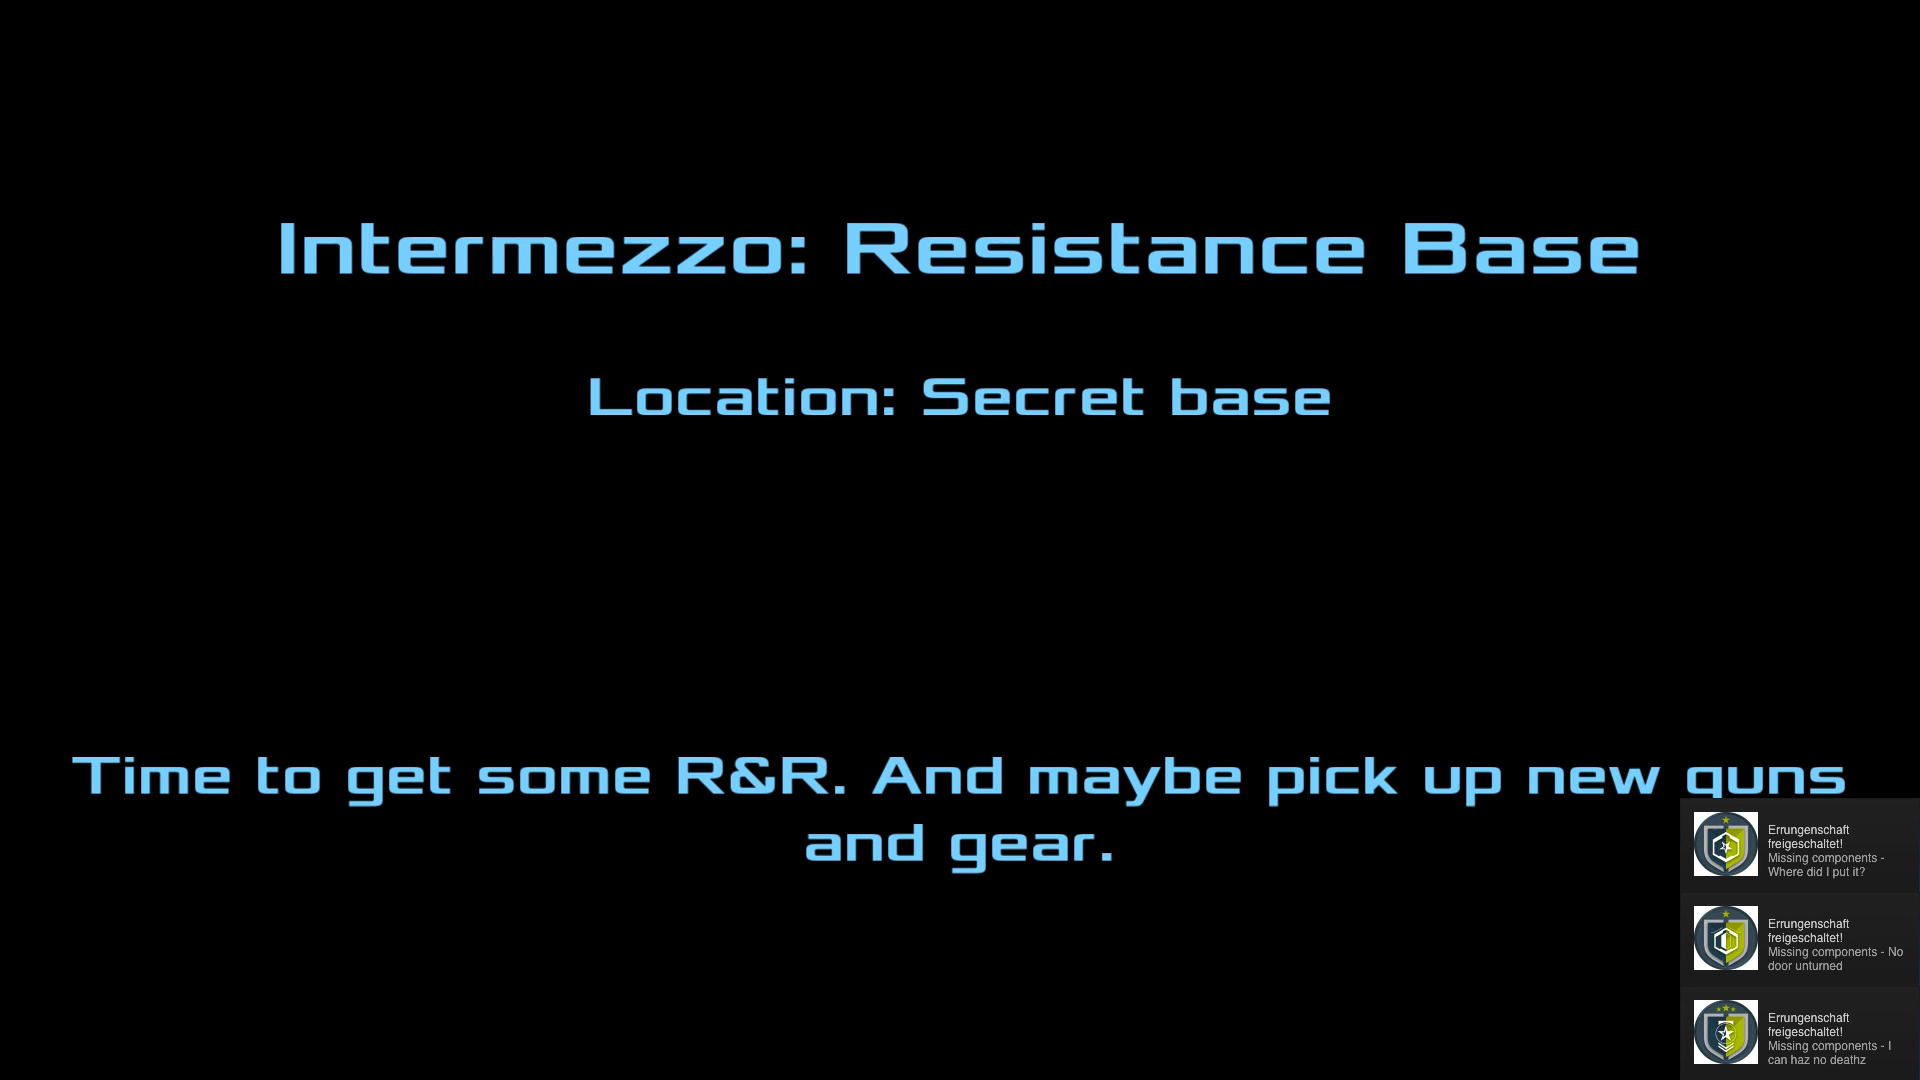 Intermezzo: Resistance Base
Location: Secret base
Time to get some R&R. And maybe pick up new guns
and gear.
Errungenschaft
freigeschaltet!
Missing components -
Where did I put it?
Errungenschaft
freigeschaltet!
Missing components - No
door unturned
Errungenschaft
freigeschaltet!
Missing components - I
can haz no deathz